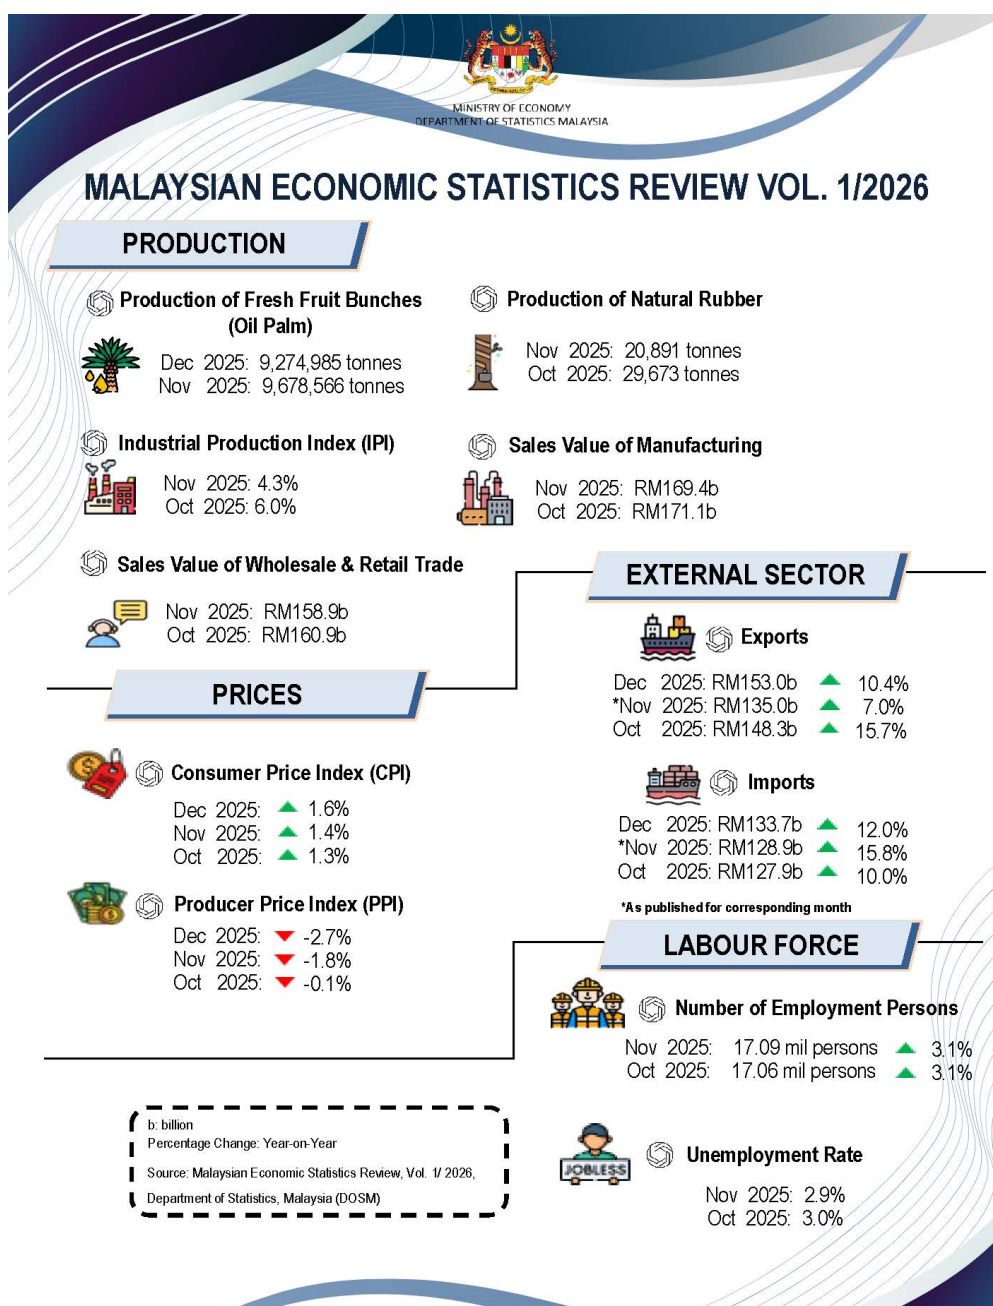 MINISTRY OF ECONOMY
DEPARTMENT OF STATISTICS MALAYSIA
MALAYSIAN ECONOMIC STATISTICS REVIEW VOL. 1/2026
PRODUCTION
Production of Fresh Fruit Bunches
(Oil Palm)
Dec 2025: 9,274,985 tonnes
Nov 2025: 9,678,566 tonnes
Production of Natural Rubber
Nov 2025: 20,891 tonnes
Oct 2025: 29,673 tonnes
Industrial Production Index (IPI)
Nov 2025: 4.3%
Oct 2025: 6.0%
Sales Value of Manufacturing
Nov 2025: RM169.4b
Oct 2025: RM171.1b
Sales Value of Wholesale & Retail Trade
Nov 2025: RM158.9b
Oct 2025: RM160.9b
EXTERNAL SECTOR
Exports
Dec 2025: RM153.0b 10.4%
*Nov 2025: RM135.0b 7.0%
Oct 2025: RM148.3b 15.7%
Imports
Dec 2025: RM133.7b 12.0%
*Nov 2025: RM128.9b 15.8%
Oct 2025: RM127.9b 10.0%
*As published for corresponding month
PRICES
Consumer Price Index (CPI)
Dec 2025: 1.6%
Nov 2025: 1.4%
Oct 2025: 1.3%
Producer Price Index (PPI)
Dec 2025: -2.7%
Nov 2025: -1.8%
Oct 2025: -0.1%
LABOUR FORCE
Number of Employment Persons
Nov 2025: 17.09 mil persons 3.1%
Oct 2025: 17.06 mil persons 3.1%
JOBLESS
Unemployment Rate
Nov 2025: 2.9%
Oct 2025: 3.0%
b: billion
Percentage Change: Year-on-Year
Source: Malaysian Economic Statistics Review, Vol. 1/ 2026,
Department of Statistics, Malaysia (DOSM)